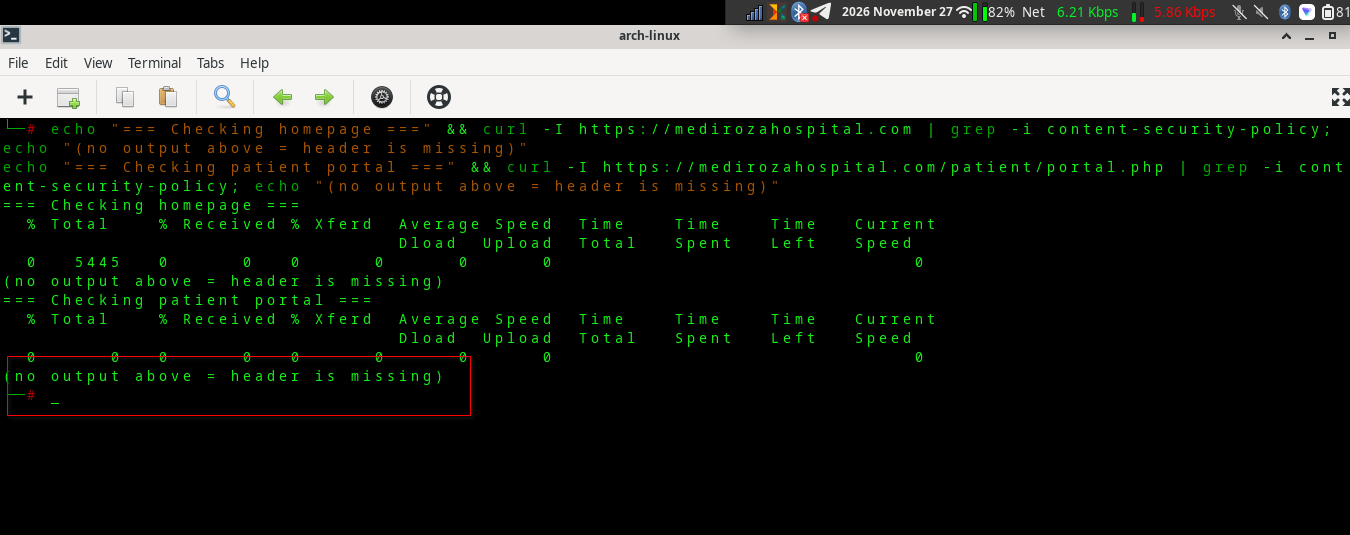 2026 November 27 82% Net 6.21 Kbps 5.86 Kbps 81
arch-linux
File Edit View Terminal Tabs Help
└─# echo "=== Checking homepage ===" && curl -I https://medirozahospital.com | grep -i content-security-policy;
echo "(no output above = header is missing)"
echo "=== Checking patient portal ===" && curl -I https://medirozahospital.com/patient/portal.php | grep -i cont
ent-security-policy; echo "(no output above = header is missing)"
=== Checking homepage ===
% Total % Received % Xferd Average Speed Time Time Time Current
Dload Upload Total Spent Left Speed
0 5445 0 0 0 0 0 0 0
(no output above = header is missing)
=== Checking patient portal ===
% Total % Received % Xferd Average Speed Time Time Time Current
Dload Upload Total Spent Left Speed
0 0 0 0 0 0 0 0 0
(no output above = header is missing)
└─# _